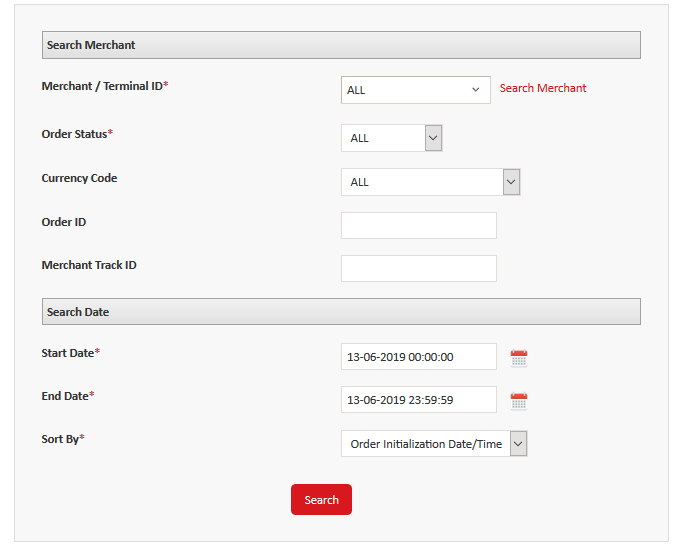 Search Merchant
Merchant / Terminal ID* ALL Search Merchant
Order Status* ALL
Currency Code ALL
Order ID
Merchant Track ID
Search Date
Start Date* 13-06-2019 00:00:00
End Date* 13-06-2019 23:59:59
Sort By* Order Initialization Date/Time
Search